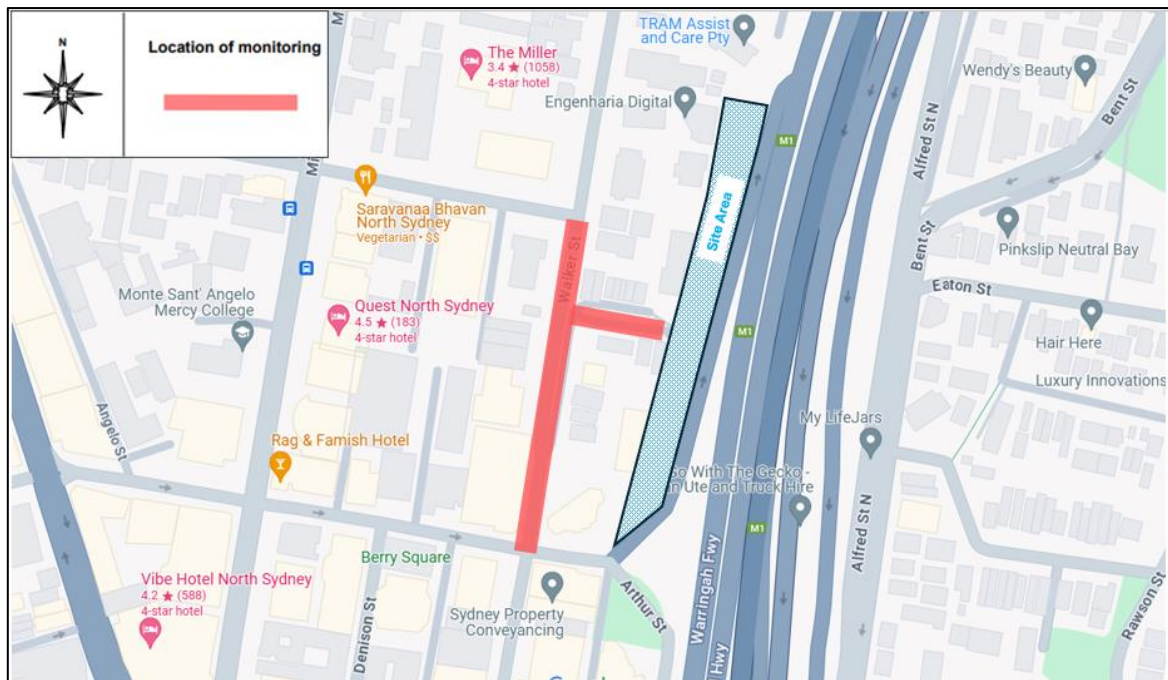 N
Location of monitoring
TRAM Assist
and Care Pty
The Miller
3.4 ★ (1058)
4-star hotel
Engenharia Digital
Wendy's Beauty
Bent St
Alfred St N
M1
Saravanaa Bhavan
North Sydney
Vegetarian • $$
Site Area
Walker St
Bent St
Pinkslip Neutral Bay
Monte Sant' Angelo
Mercy College
Quest North Sydney
4.5 ★ (183)
4-star hotel
Eaton St
M1
Hair Here
Luxury Innovations
Angelo St
My LifeJars
Rag & Famish Hotel
So With The Gecko -
Ute and Truck Hire
M1
Alfred St N
Berry Square
Warringah Fwy
Hwy
Vibe Hotel North Sydney
4.2 ★ (588)
4-star hotel
Denison St
Sydney Property
Conveyancing
Arthur St
Rawson St